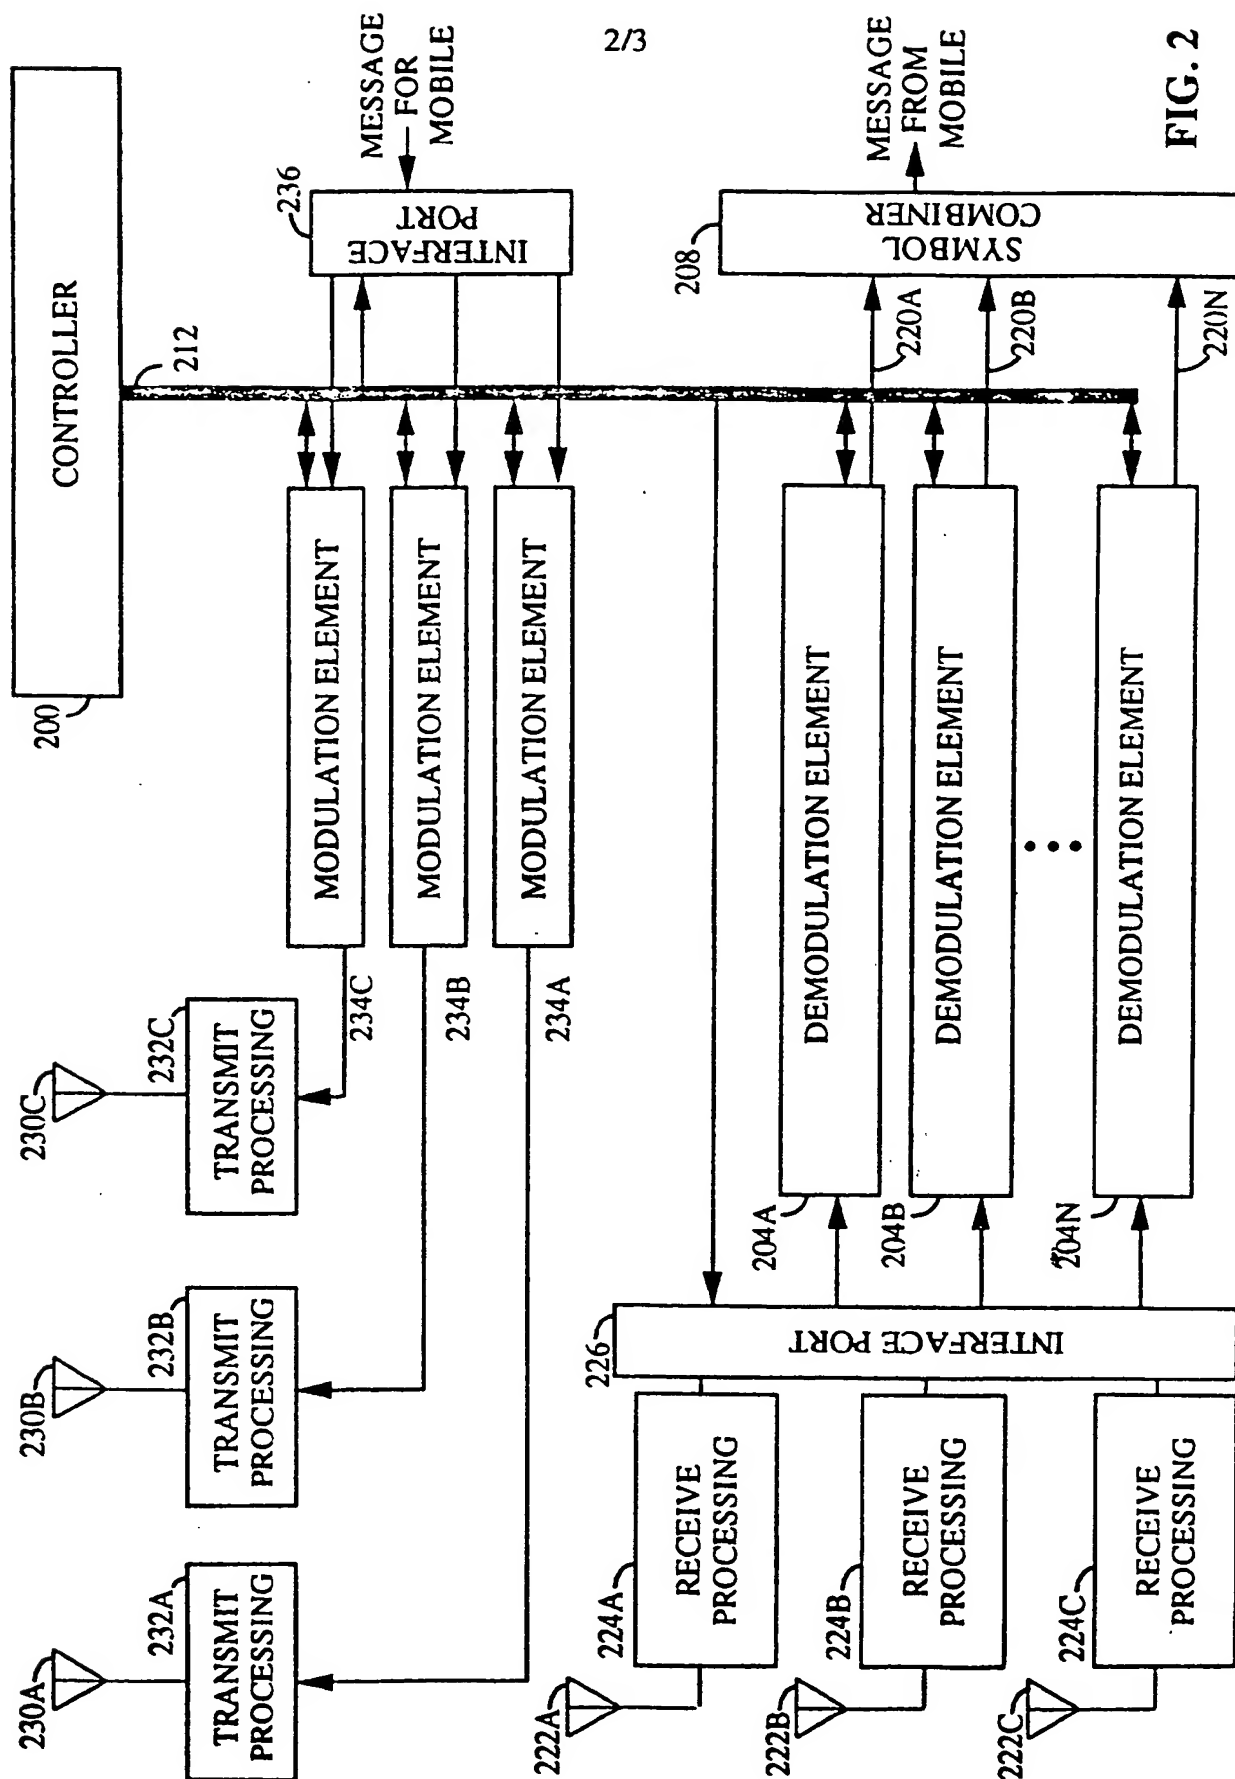 2/3
CONTROLLER
200
212
MESSAGE
FOR
MOBILE
236
INTERFACE
PORT
230C
232C
TRANSMIT
PROCESSING
234C
MODULATION ELEMENT
230B
232B
TRANSMIT
PROCESSING
234B
MODULATION ELEMENT
230A
232A
TRANSMIT
PROCESSING
234A
MODULATION ELEMENT
222A
224A
RECEIVE
PROCESSING
222B
224B
RECEIVE
PROCESSING
222C
224C
RECEIVE
PROCESSING
226
INTERFACE PORT
204A
DEMODULATION ELEMENT
220A
204B
DEMODULATION ELEMENT
220B
204N
DEMODULATION ELEMENT
220N
208
SYMBOL
COMBINER
MESSAGE
FROM
MOBILE
FIG. 2